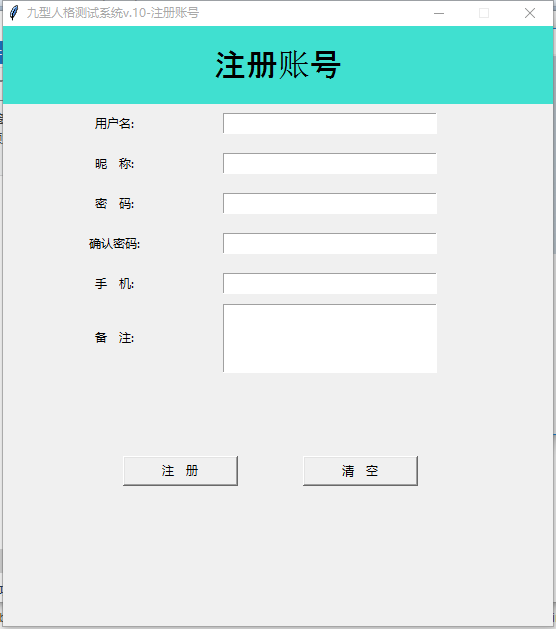 九型人格测试系统v.10-注册账号
注册账号
用户名:
昵 称:
密 码:
确认密码:
手 机:
备 注:
注 册 清 空